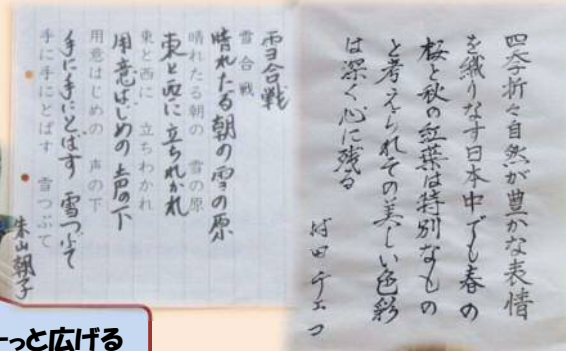 四季折々自然が豊かな表情
を織りなす日本中でも春の
桜と秋の紅葉は特別なもの
と考えられその美しい色彩
は深く心に残る
村田チエコ
雪合戦
雪合戦
晴れたる朝の雪の原
晴れたる朝の 雪の原
東と西に立ちわかれ
東と西に 立ちわかれ
用意はじめの声の下
用意はじめの 声の下
手に手にとばす 雪つぶて
手に手にとばす 雪つぶて
朝子
ーっと広げる